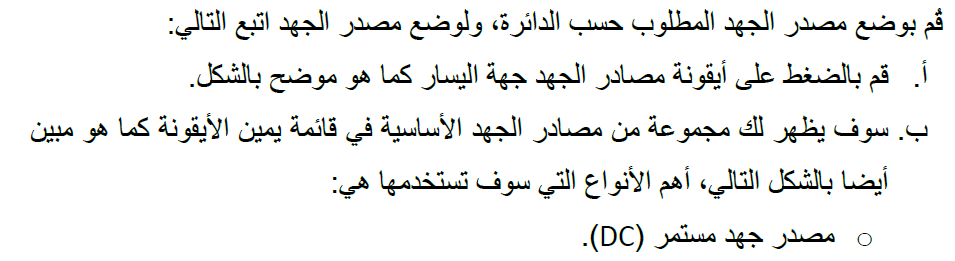 قُم بوضع مصدر الجهد المطلوب حسب الدائرة، ولوضع مصدر الجهد اتبع التالي:
أ. قم بالضغط على أيقونة مصادر الجهد جهة اليسار كما هو موضح بالشكل.
ب. سوف يظهر لك مجموعة من مصادر الجهد الأساسية في قائمة يمين الأيقونة كما هو مبين
أيضا بالشكل التالي، أهم الأنواع التي سوف تستخدمها هي:
○ مصدر جهد مستمر (DC).